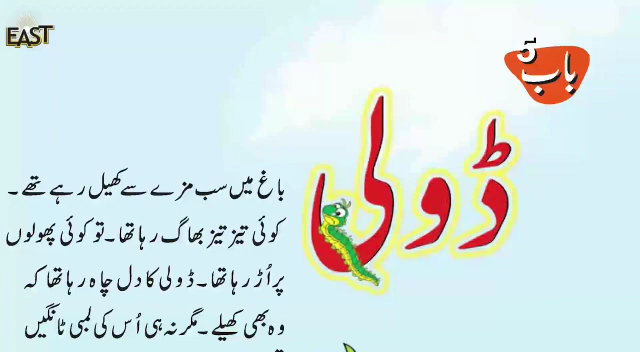 EAST
باب 5
ڈولی
باغ میں سب مزے سے کھیل رہے تھے۔
کوئی تیز تیز بھاگ رہا تھا۔ تو کوئی پھولوں
پر اُڑ رہا تھا۔ ڈولی کا دل چاہ رہا تھا کہ
وہ بھی کھیلے۔ مگر نہ ہی اُس کی لمبی ٹانگیں